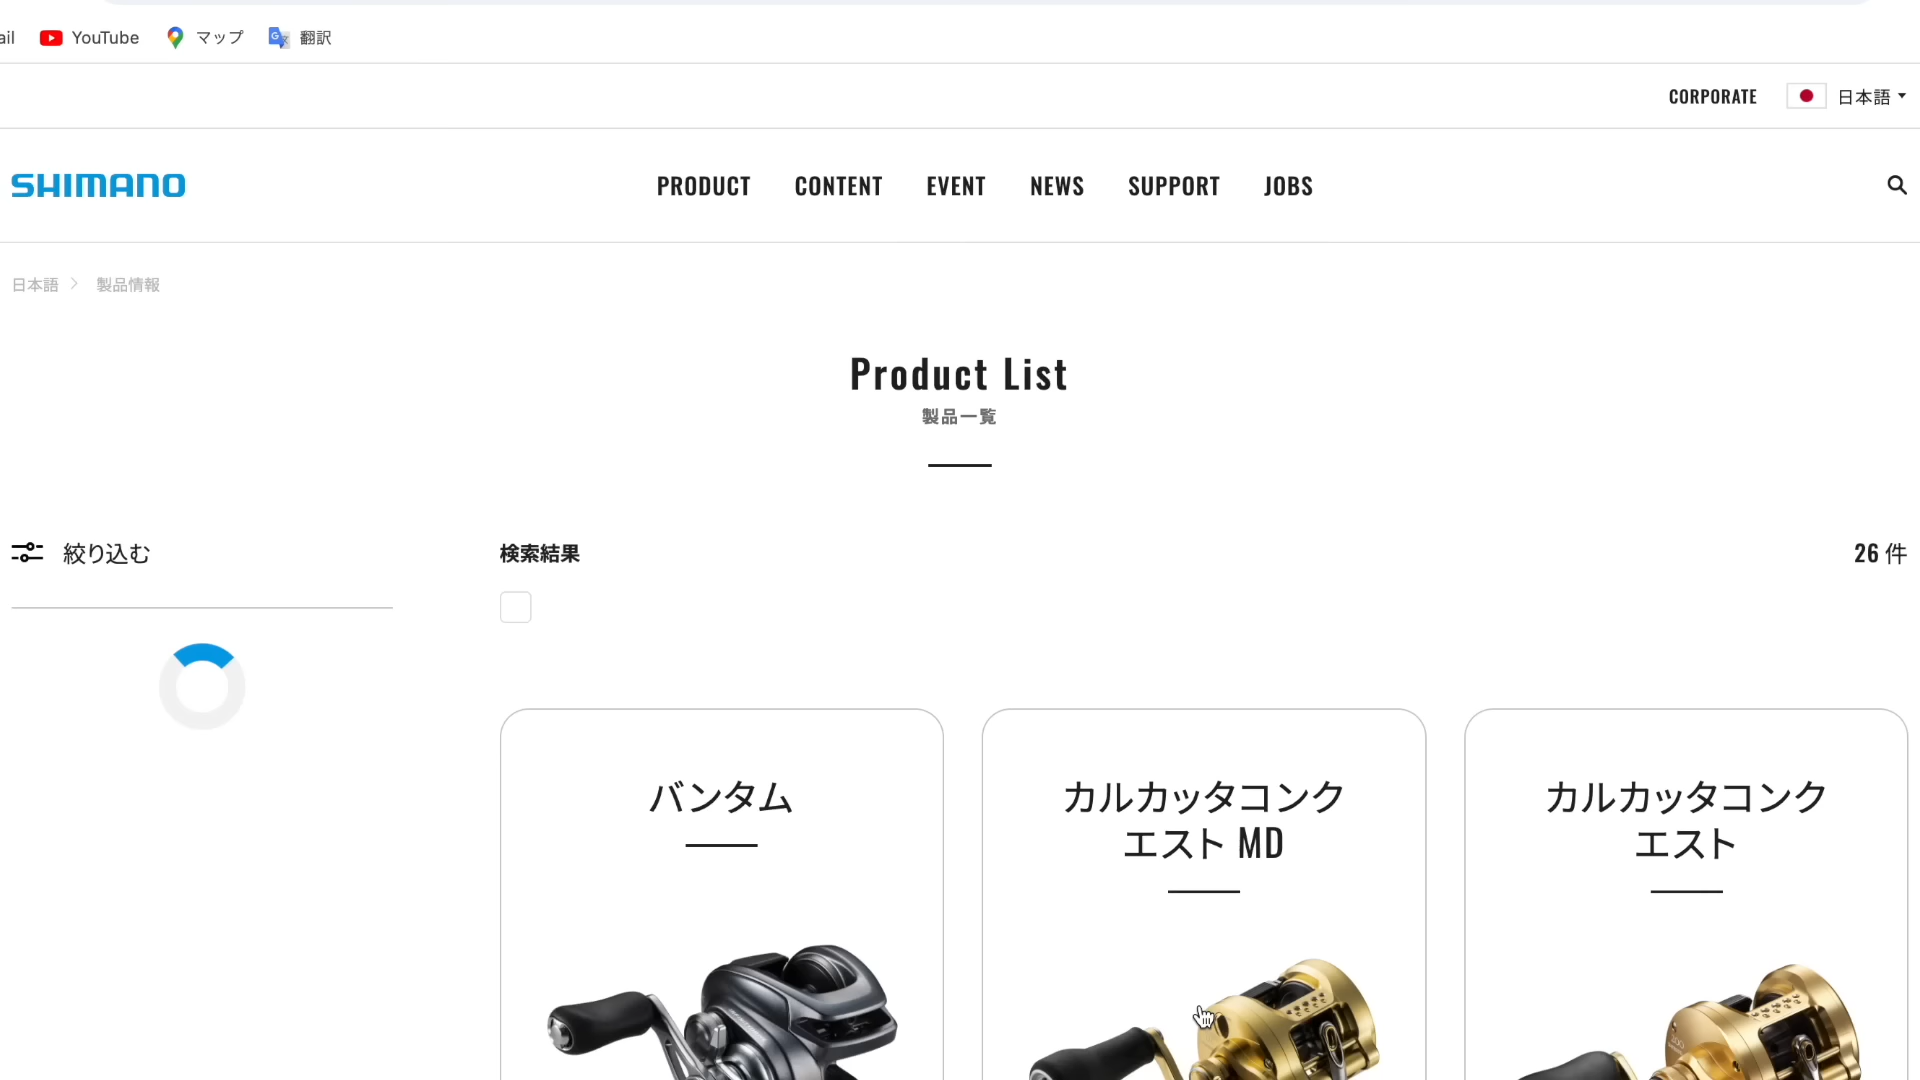 ail YouTube マップ 翻訳
CORPORATE 日本語
SHIMANO PRODUCT CONTENT EVENT NEWS SUPPORT JOBS
日本語 製品情報
Product List
製品一覧
絞り込む
検索結果
26 件
バンタム
カルカッタコンク
エスト MD
カルカッタコンク
エスト